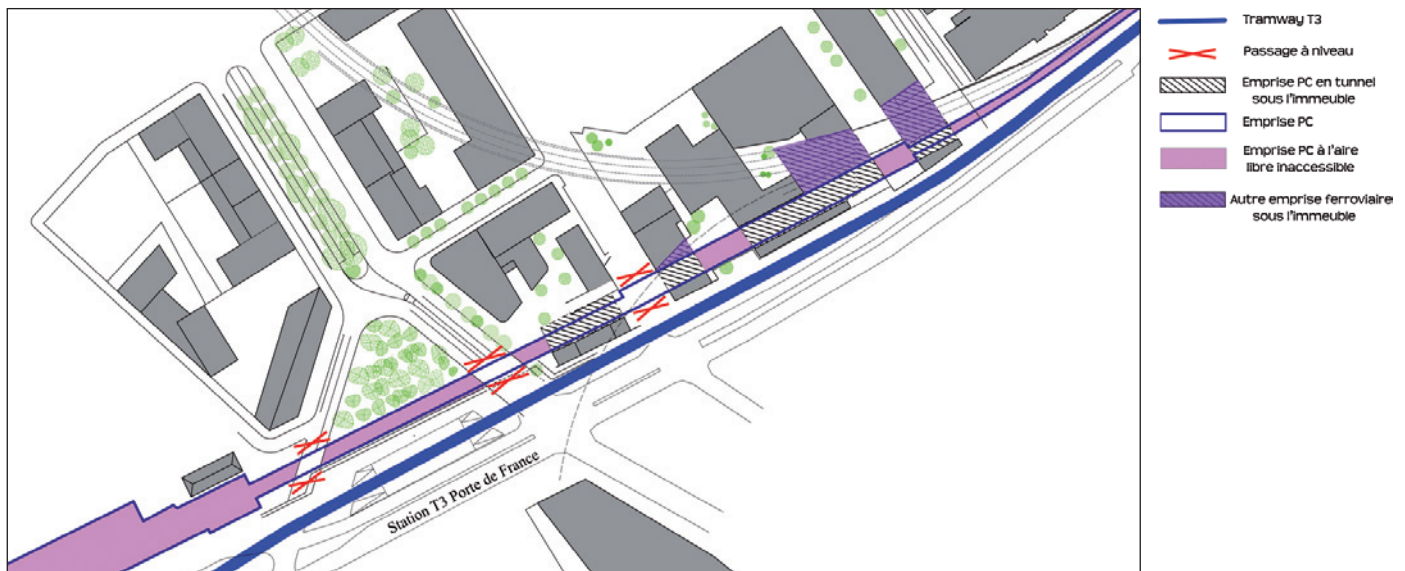 Tramway T3
Passage à niveau
Emprise PC en tunnel
sous l'immeuble
Emprise PC
Emprise PC à l'aire
libre inaccessible
Autre emprise ferroviaire
sous l'immeuble
Station T3 Porte de France